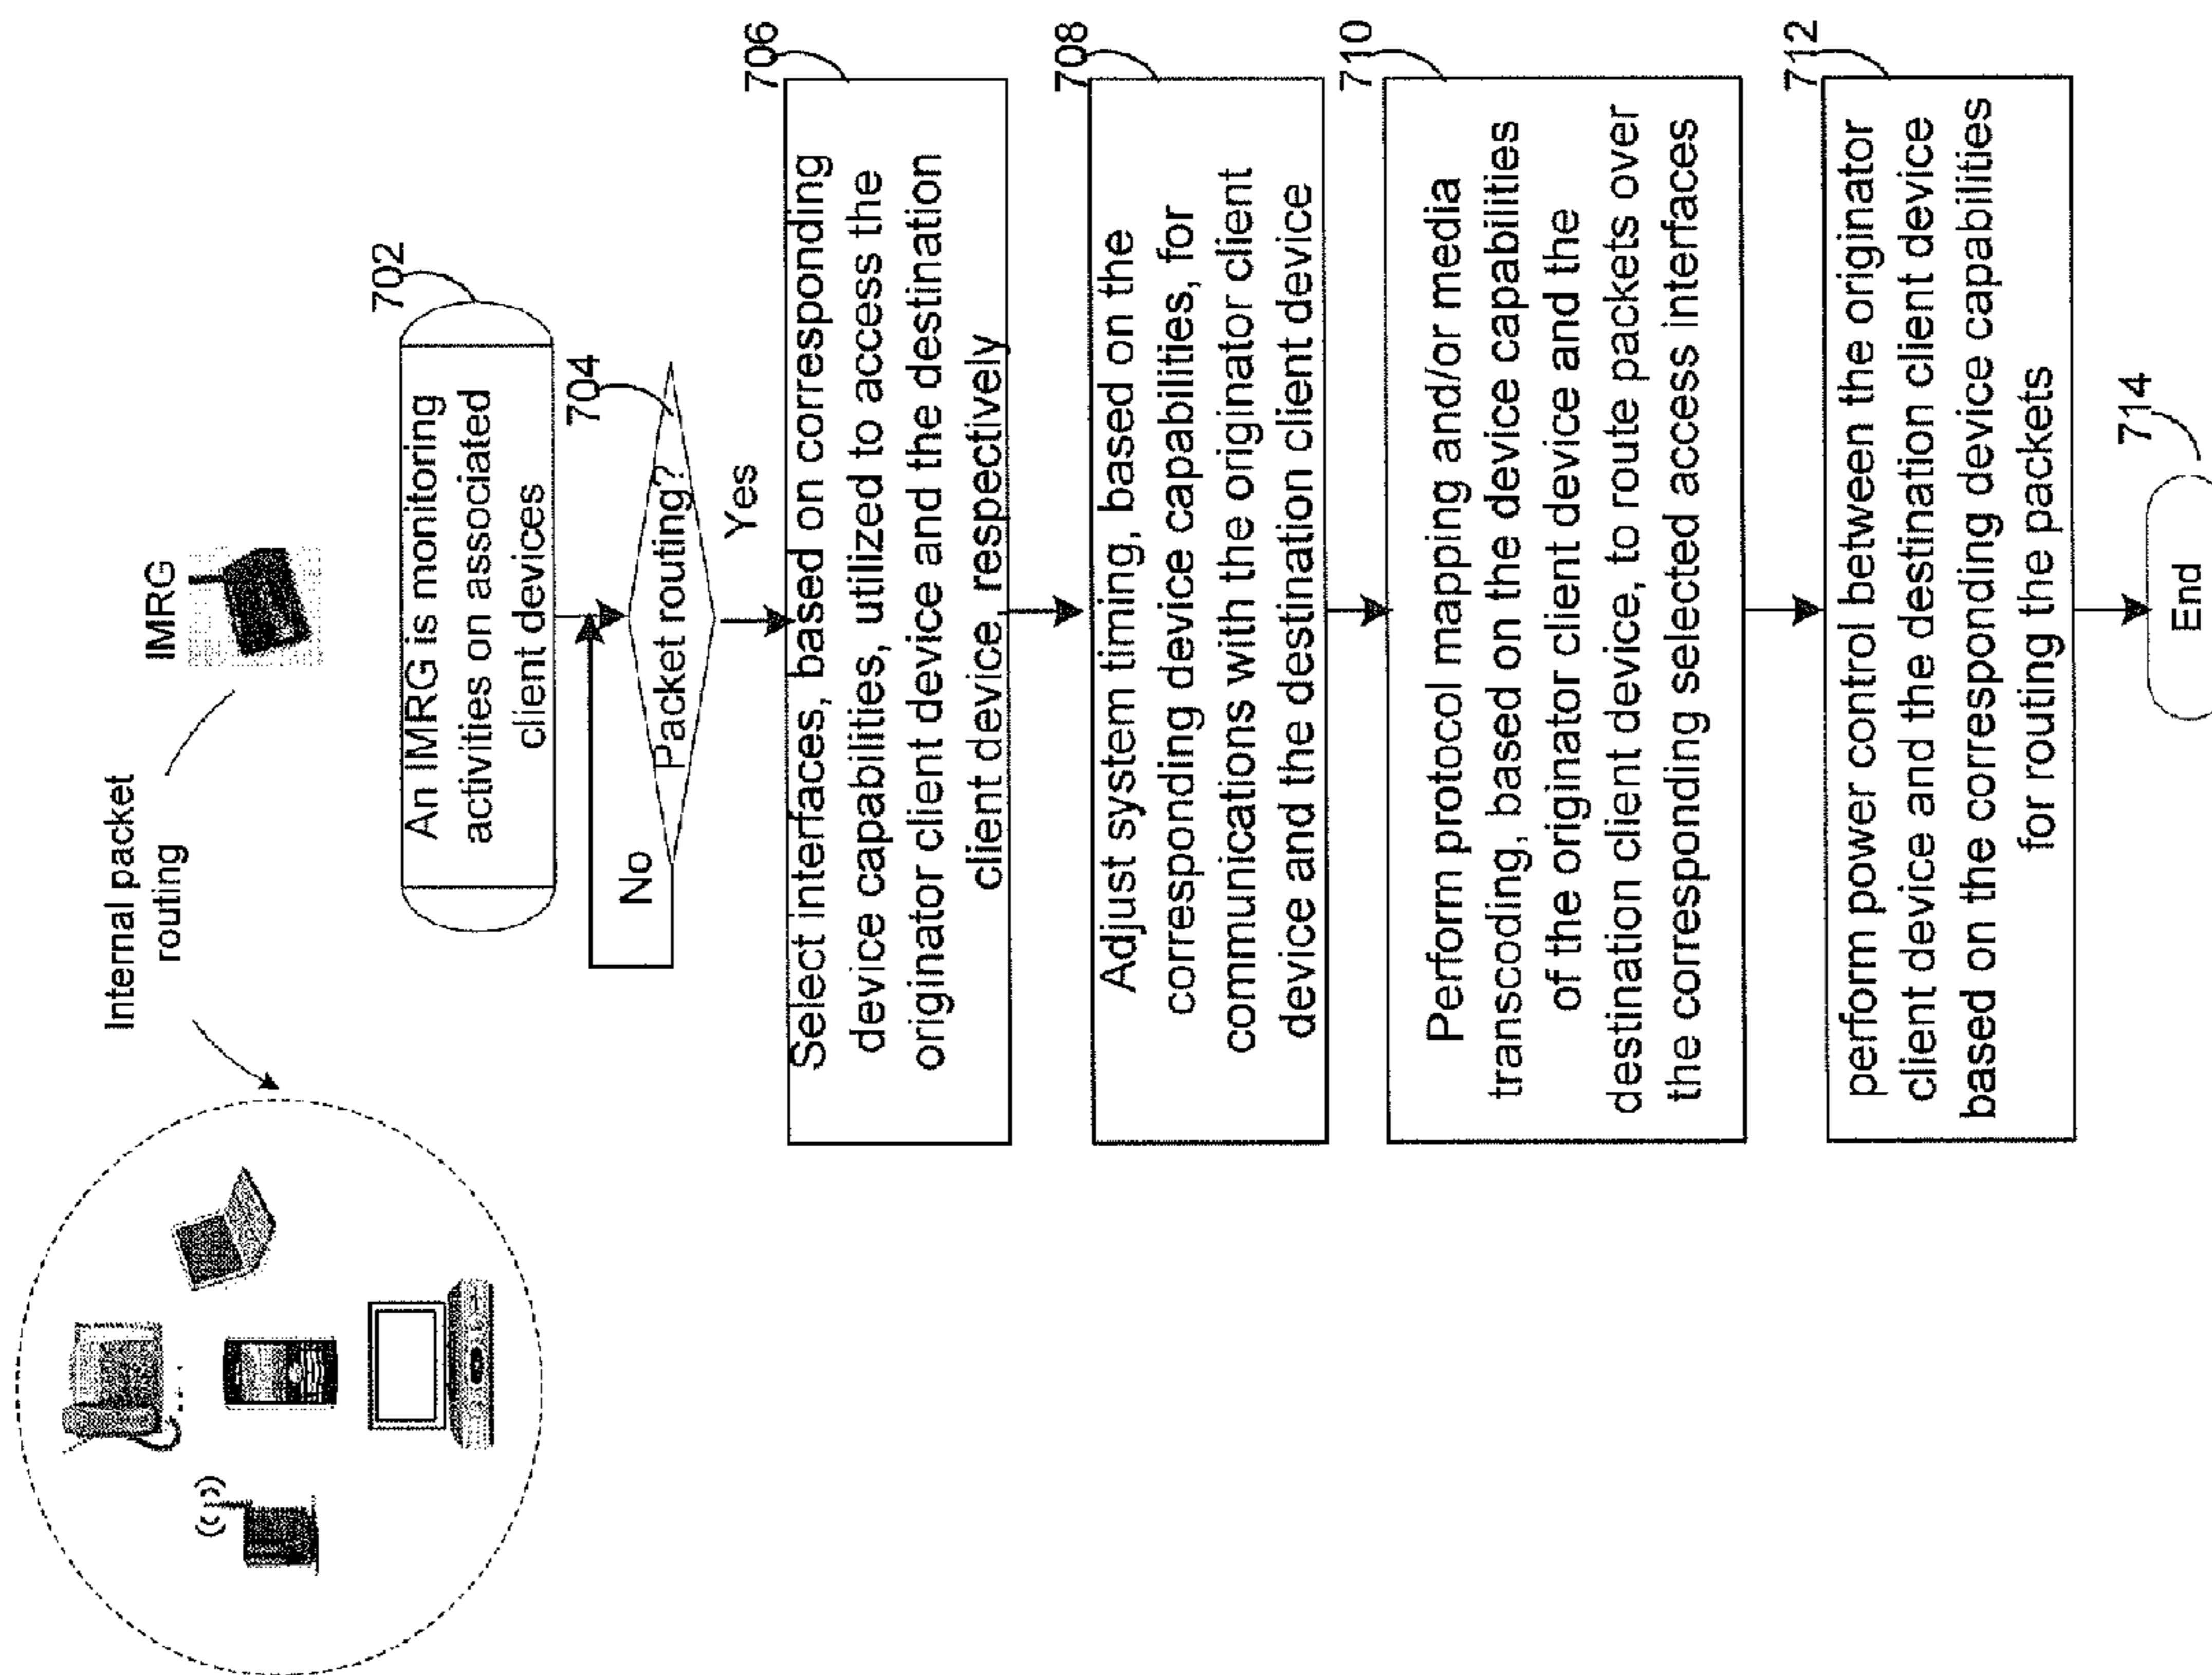 Internal packet
routing
IMRG
702
An IMRG is monitoring
activities on associated
client devices
704
Packet routing?
No
Yes
706
Select interfaces, based on corresponding
device capabilities, utilized to access the
originator client device and the destination
client device, respectively
708
Adjust system timing, based on the
corresponding device capabilities, for
communications with the originator client
device and the destination client device
710
Perform protocol mapping and/or media
transcoding, based on the device capabilities
of the originator client device and the
destination client device, to route packets over
the corresponding selected access interfaces
712
perform power control between the originator
client device and the destination client device
based on the corresponding device capabilities
for routing the packets
714
End